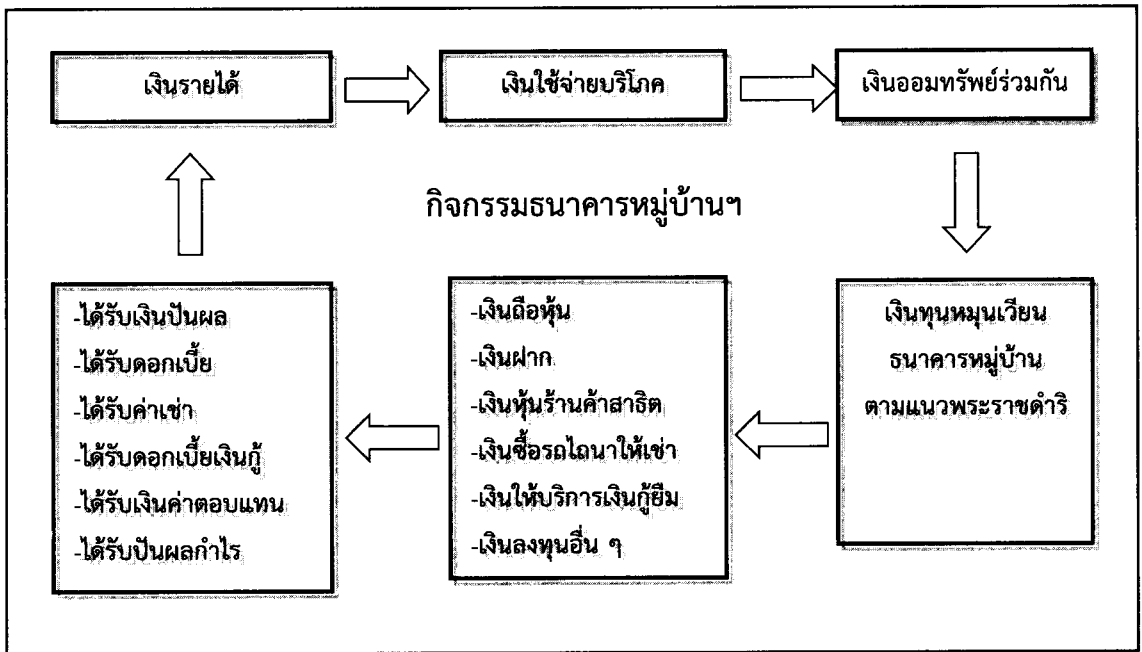 เงินรายได้
เงินใช้จ่ายบริโภค
เงินออมทรัพย์ร่วมกัน
กิจกรรมธนาคารหมู่บ้านฯ
-ได้รับเงินปันผล
-ได้รับดอกเบี้ย
-ได้รับค่าเช่า
-ได้รับดอกเบี้ยเงินกู้
-ได้รับเงินค่าตอบแทน
-ได้รับปันผลกำไร
-เงินถือหุ้น
-เงินฝาก
-เงินหุ้นร้านค้าสาธิต
-เงินซื้อรถไถนาให้เช่า
-เงินให้บริการเงินกู้ยืม
-เงินลงทุนอื่น ๆ
เงินทุนหมุนเวียน
ธนาคารหมู่บ้าน
ตามแนวพระราชดำริ